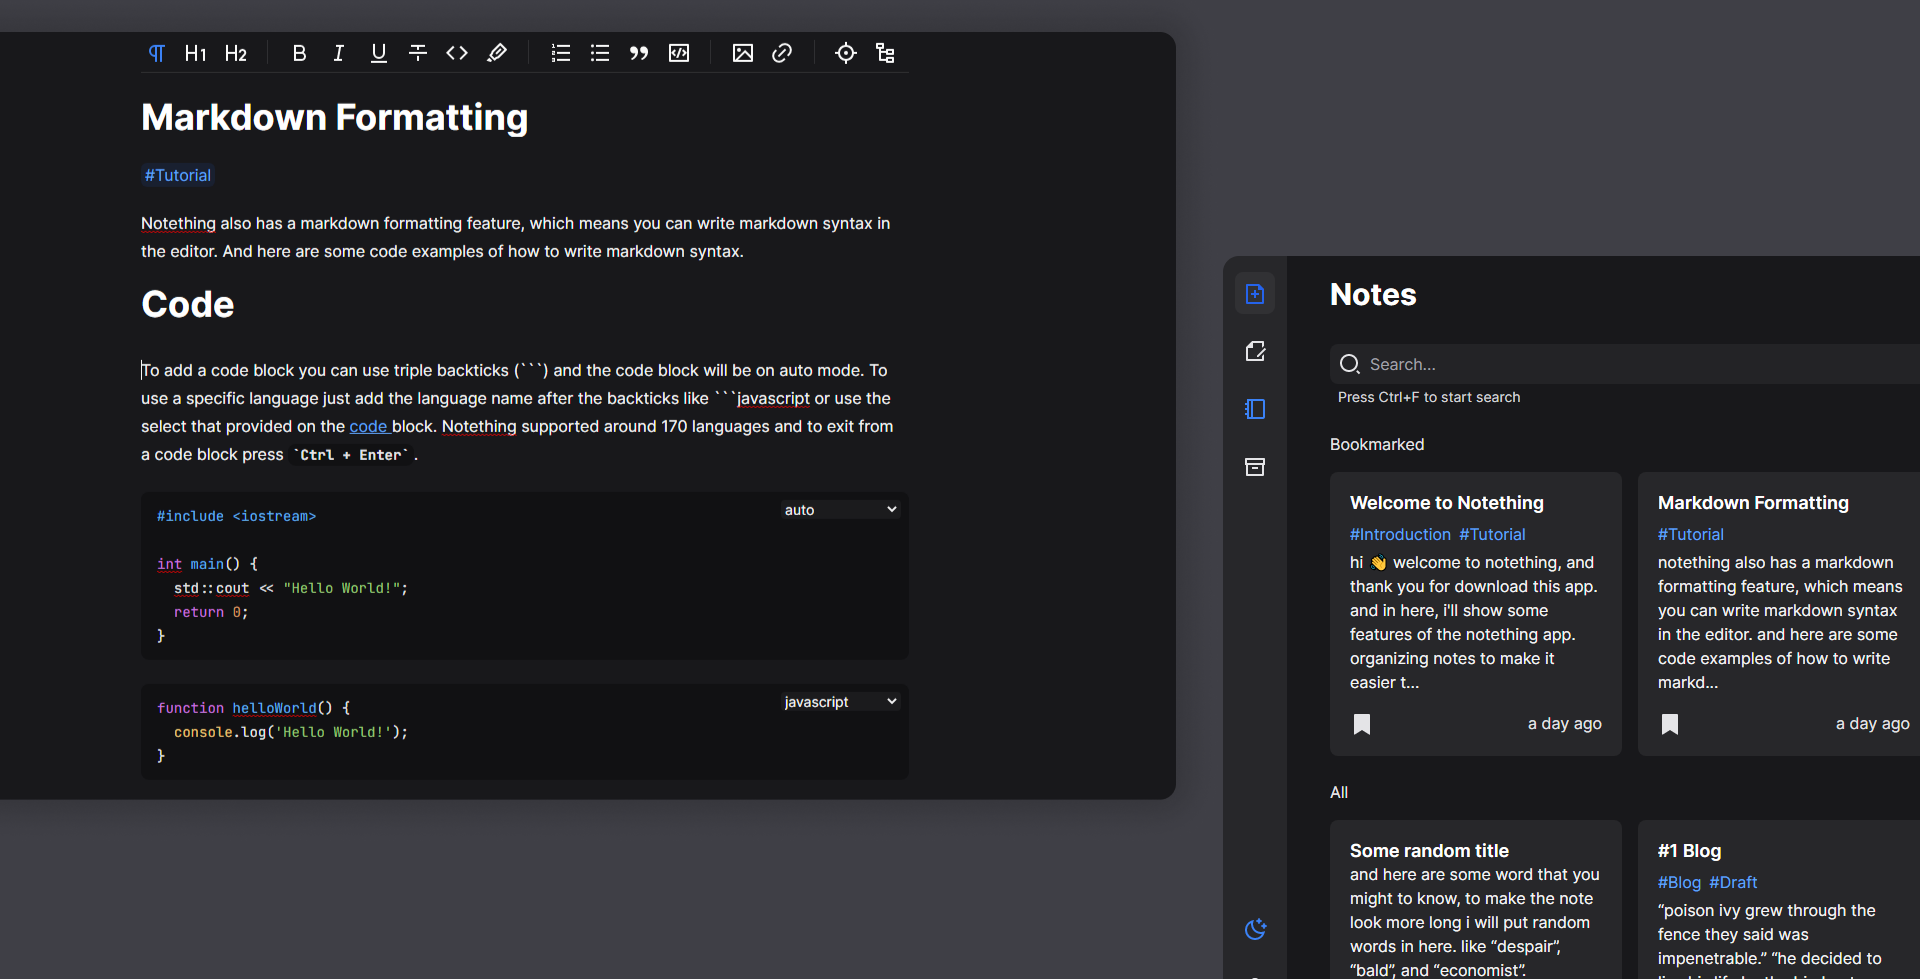 H1 H2 B I U
Markdown Formatting
#Tutorial
Notething also has a markdown formatting feature, which means you can write markdown syntax in
the editor. And here are some code examples of how to write markdown syntax.
Code
To add a code block you can use triple backticks (```) and the code block will be on auto mode. To
use a specific language just add the language name after the backticks like ```javascript or use the
select that provided on the code block. Notething supported around 170 languages and to exit from
a code block press `Ctrl + Enter`.
auto
#include <iostream>
int main() {
std::cout << "Hello World!";
return 0;
}
javascript
function helloWorld() {
console.log('Hello World!');
}
Notes
Search...
Press Ctrl+F to start search
Bookmarked
Welcome to Notething
#Introduction #Tutorial
hi 👋 welcome to notething, and
thank you for download this app.
and in here, i'll show some
features of the notething app.
organizing notes to make it
easier t...
a day ago
Markdown Formatting
#Tutorial
notething also has a markdown
formatting feature, which means
you can write markdown syntax
in the editor. and here are some
code examples of how to write
markd...
a day ago
All
Some random title
and here are some word that you
might to know, to make the note
look more long i will put random
words in here. like “despair”,
“bald”, and “economist”.
#1 Blog
#Blog #Draft
“poison ivy grew through the
fence they said was
impenetrable.” “he decided to